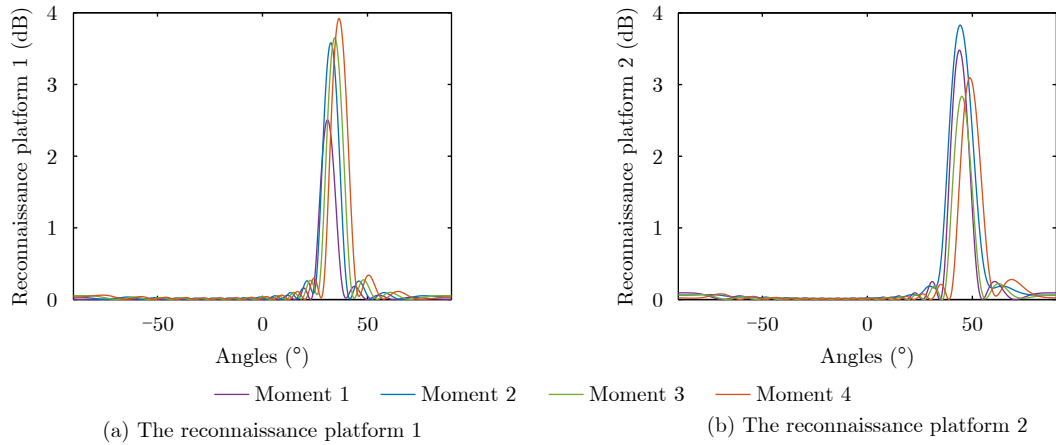 Reconnaissance platform 1 (dB)
4
3
2
1
0
−50
0
50
Angles (°)
Reconnaissance platform 2 (dB)
4
3
2
1
0
−50
0
50
Angles (°)
Moment 1
Moment 2
Moment 3
Moment 4
(a) The reconnaissance platform 1
(b) The reconnaissance platform 2